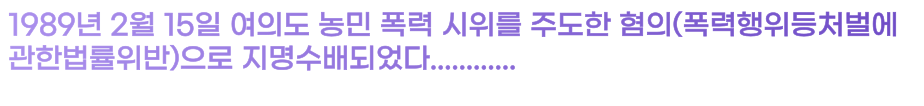 1989년 2월 15일 여의도 농민 폭력 시위를 주도한 혐의(폭력행위등처벌에
관한법률위반)으로 지명수배되었다............